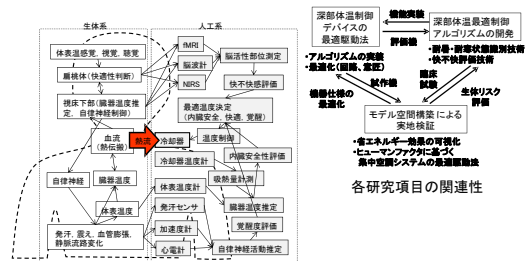 生体系
人工系
体表温感覚、視覚、聴覚
扁桃体(快適性判断)
視床下部(臓器温度推定、自律神経制御)
血流
(熱伝搬)
熱流
自律神経
臓器温度
体表温度
発汗、震え、血管膨張、
静脈流路変化
fMRI
脳波計
NIRS
脳活性部位測定
快不快感評価
最適温度決定
(内臓安全、快適、覚醒)
冷却器
温度制御
冷却器温度計
内臓安全性評価
吸熱量計測
体表温度計
臓器温度推定
発汗センサ
覚醒度評価
加速度計
心電計
自律神経活動推定
深部体温制御
デバイスの
最適駆動法
機能実装
評価機
深部体温最適制御
アルゴリズムの開発
・アルゴリズムの実装
・最適化(回路、意匠)
・耐暑・耐寒状態識別技術
・快不快評価技術
試作機
臨床
試験
機器仕様の
最適化
生体リスク
評価
モデル空間構築による
実地検証
・省エネルギー効果の可視化
・ヒューマンファクタに基づく
集中空調システムの最適駆動法
各研究項目の関連性